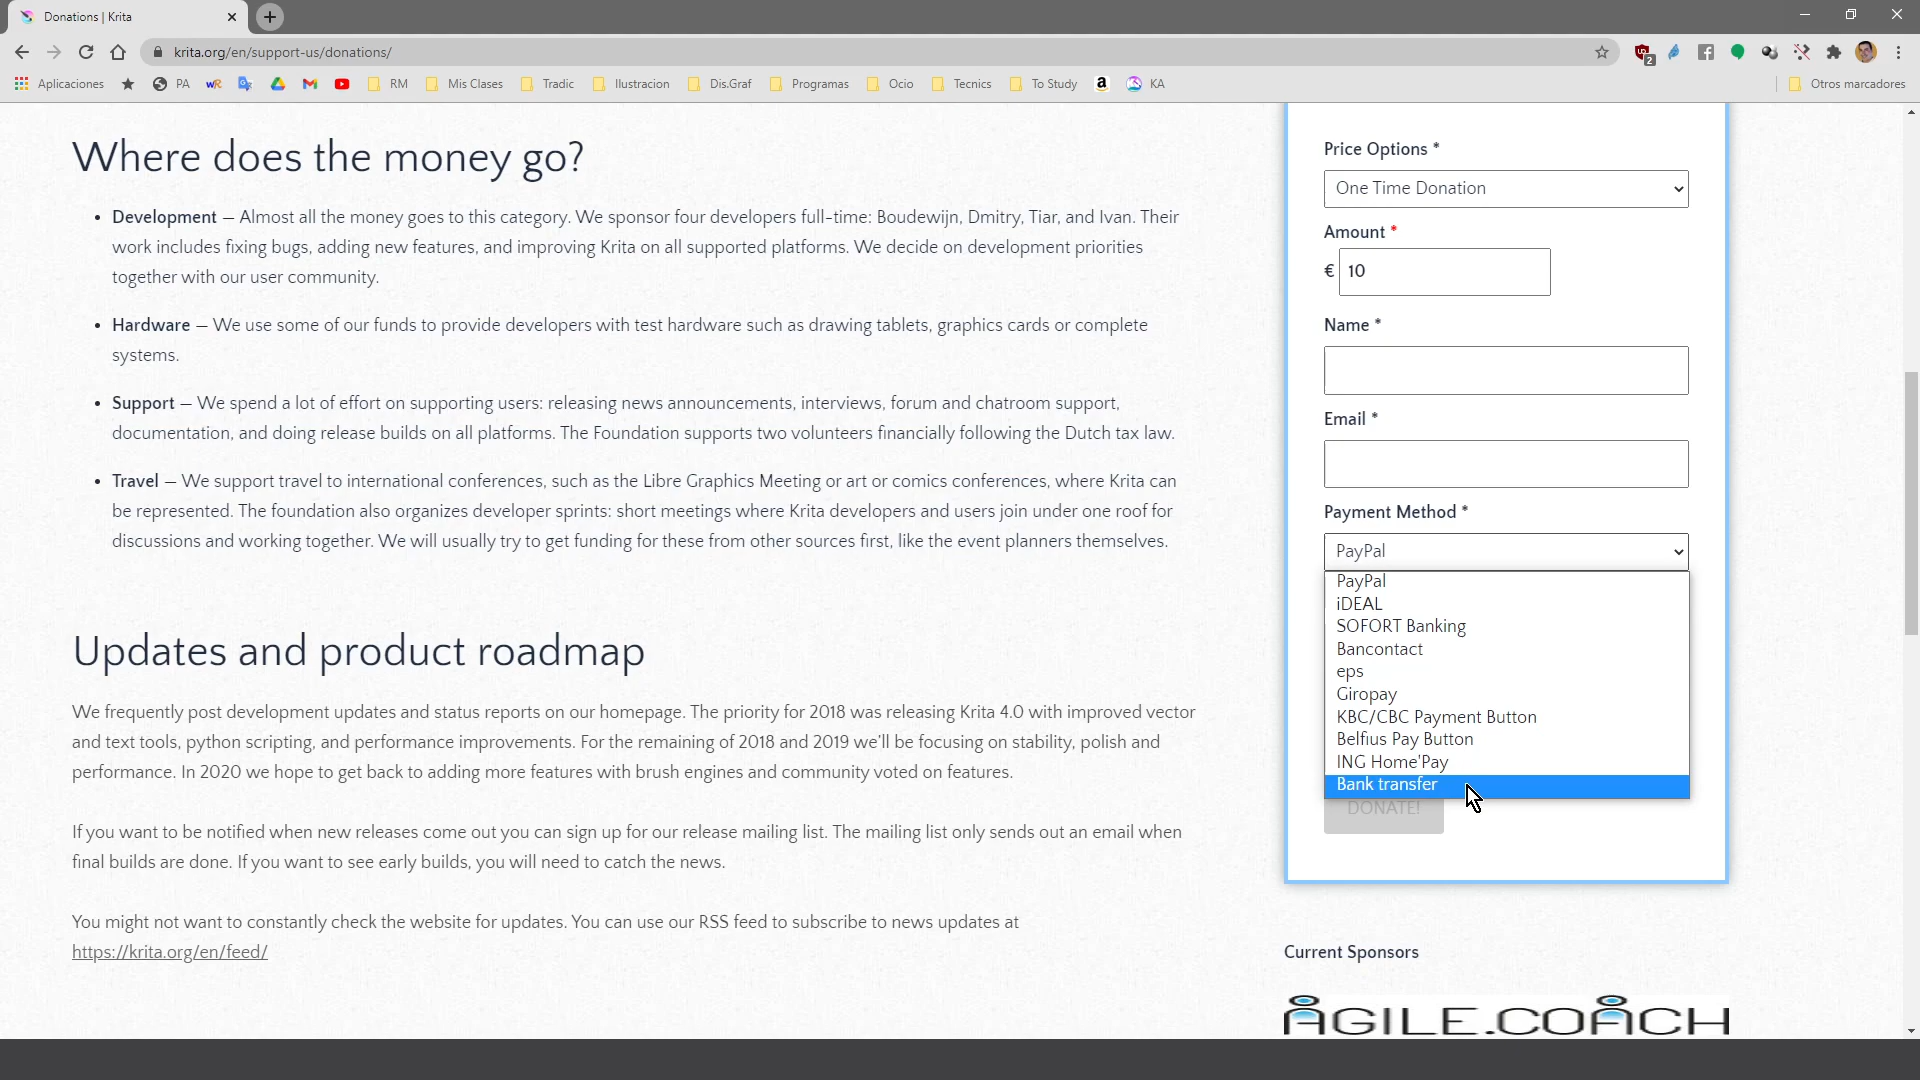 Donations | Krita
krita.org/en/support-us/donations/
2
Aplicaciones PA wR RM Mis Clases Tradic Ilustracion Dis.Graf Programas Ocio Tecnics To Study a KA Otros marcadores
Where does the money go?
• Development – Almost all the money goes to this category. We sponsor four developers full-time: Boudewijn, Dmitry, Tiar, and Ivan. Their
work includes fixing bugs, adding new features, and improving Krita on all supported platforms. We decide on development priorities
together with our user community.
• Hardware – We use some of our funds to provide developers with test hardware such as drawing tablets, graphics cards or complete
systems.
• Support – We spend a lot of effort on supporting users: releasing news announcements, interviews, forum and chatroom support,
documentation, and doing release builds on all platforms. The Foundation supports two volunteers financially following the Dutch tax law.
• Travel – We support travel to international conferences, such as the Libre Graphics Meeting or art or comics conferences, where Krita can
be represented. The foundation also organizes developer sprints: short meetings where Krita developers and users join under one roof for
discussions and working together. We will usually try to get funding for these from other sources first, like the event planners themselves.
Updates and product roadmap
We frequently post development updates and status reports on our homepage. The priority for 2018 was releasing Krita 4.0 with improved vector
and text tools, python scripting, and performance improvements. For the remaining of 2018 and 2019 we'll be focusing on stability, polish and
performance. In 2020 we hope to get back to adding more features with brush engines and community voted on features.
If you want to be notified when new releases come out you can sign up for our release mailing list. The mailing list only sends out an email when
final builds are done. If you want to see early builds, you will need to catch the news.
You might not want to constantly check the website for updates. You can use our RSS feed to subscribe to news updates at
https://krita.org/en/feed/
Price Options *
One Time Donation
Amount *
€ 10
Name *
Email *
Payment Method *
PayPal
PayPal
iDEAL
SOFORT Banking
Bancontact
eps
Giropay
KBC/CBC Payment Button
Belfius Pay Button
ING Home'Pay
Bank transfer
DONATE!
Current Sponsors
AGILE.COACH